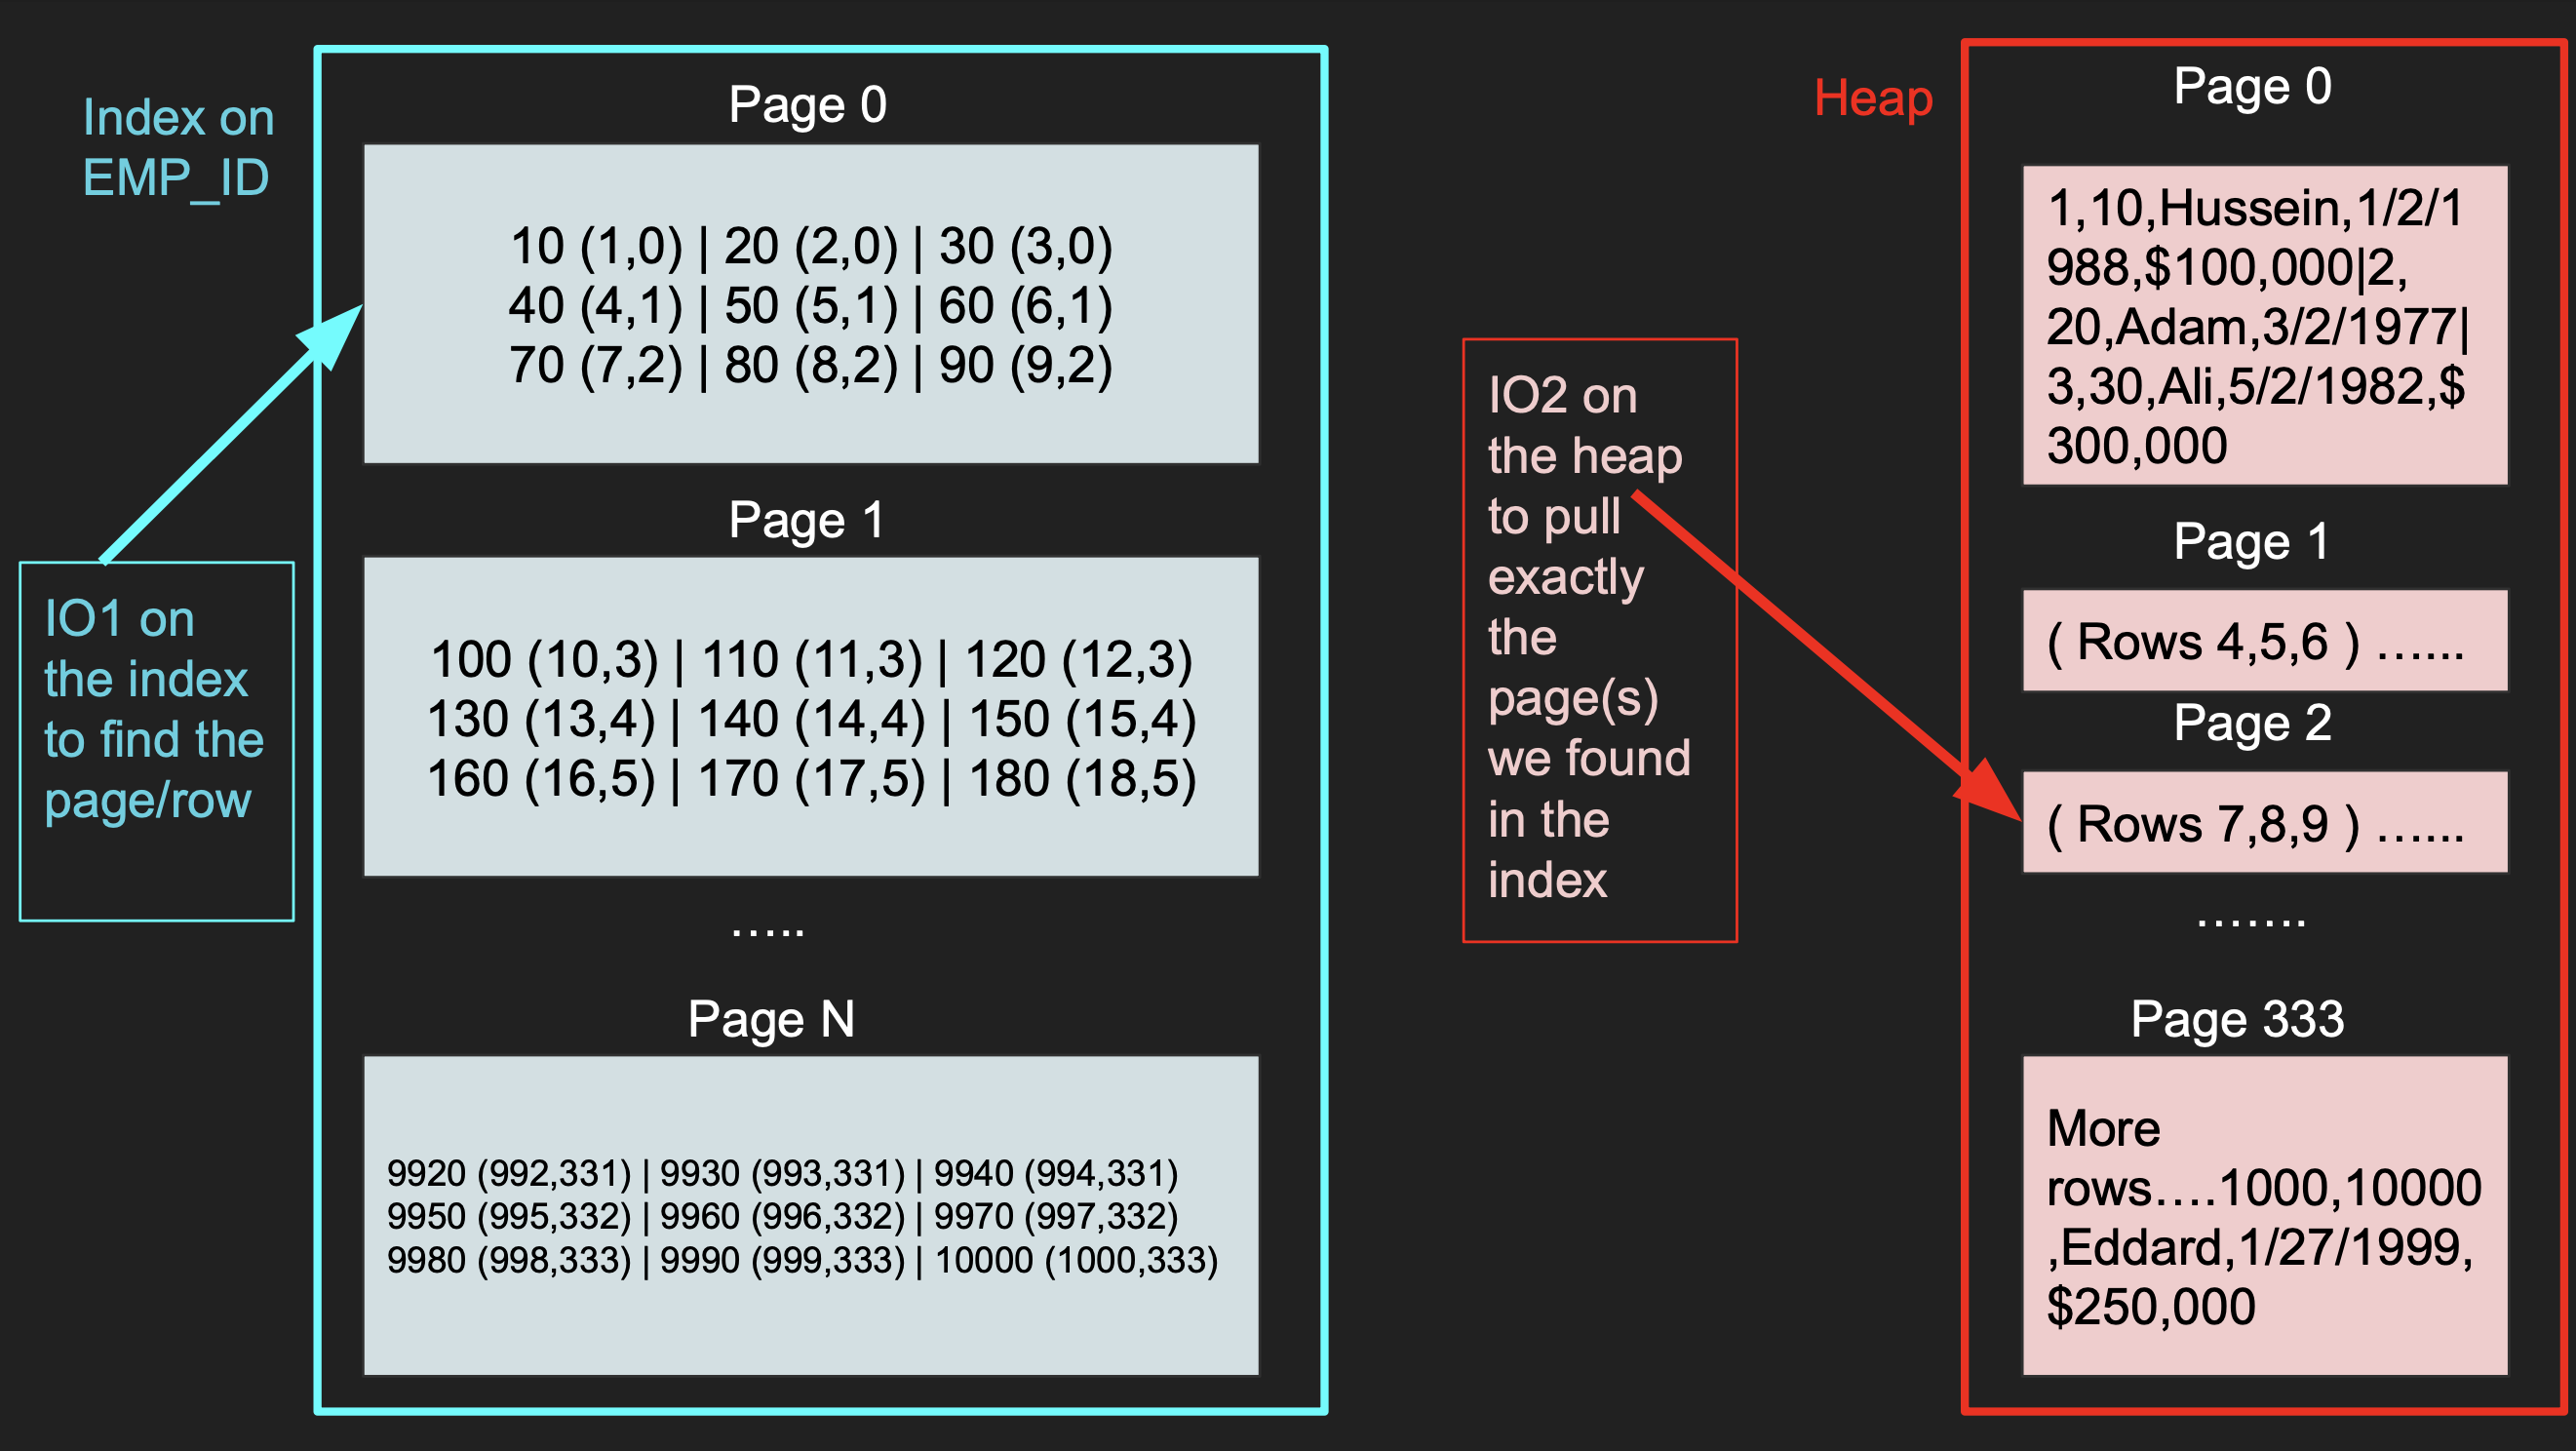 Index on
EMP_ID
IO1 on
the index
to find the
page/row
Page 0
10 (1,0) | 20 (2,0) | 30 (3,0)
40 (4,1) | 50 (5,1) | 60 (6,1)
70 (7,2) | 80 (8,2) | 90 (9,2)
Page 1
100 (10,3) | 110 (11,3) | 120 (12,3)
130 (13,4) | 140 (14,4) | 150 (15,4)
160 (16,5) | 170 (17,5) | 180 (18,5)
…..
Page N
9920 (992,331) | 9930 (993,331) | 9940 (994,331)
9950 (995,332) | 9960 (996,332) | 9970 (997,332)
9980 (998,333) | 9990 (999,333) | 10000 (1000,333)
IO2 on
the heap
to pull
exactly
the
page(s)
we found
in the
index
Heap
Page 0
1,10,Hussein,1/2/1
988,$100,000|2,
20,Adam,3/2/1977|
3,30,Ali,5/2/1982,$
300,000
Page 1
( Rows 4,5,6 ) …...
Page 2
( Rows 7,8,9 ) …...
…….
Page 333
More
rows….1000,10000
,Eddard,1/27/1999,
$250,000